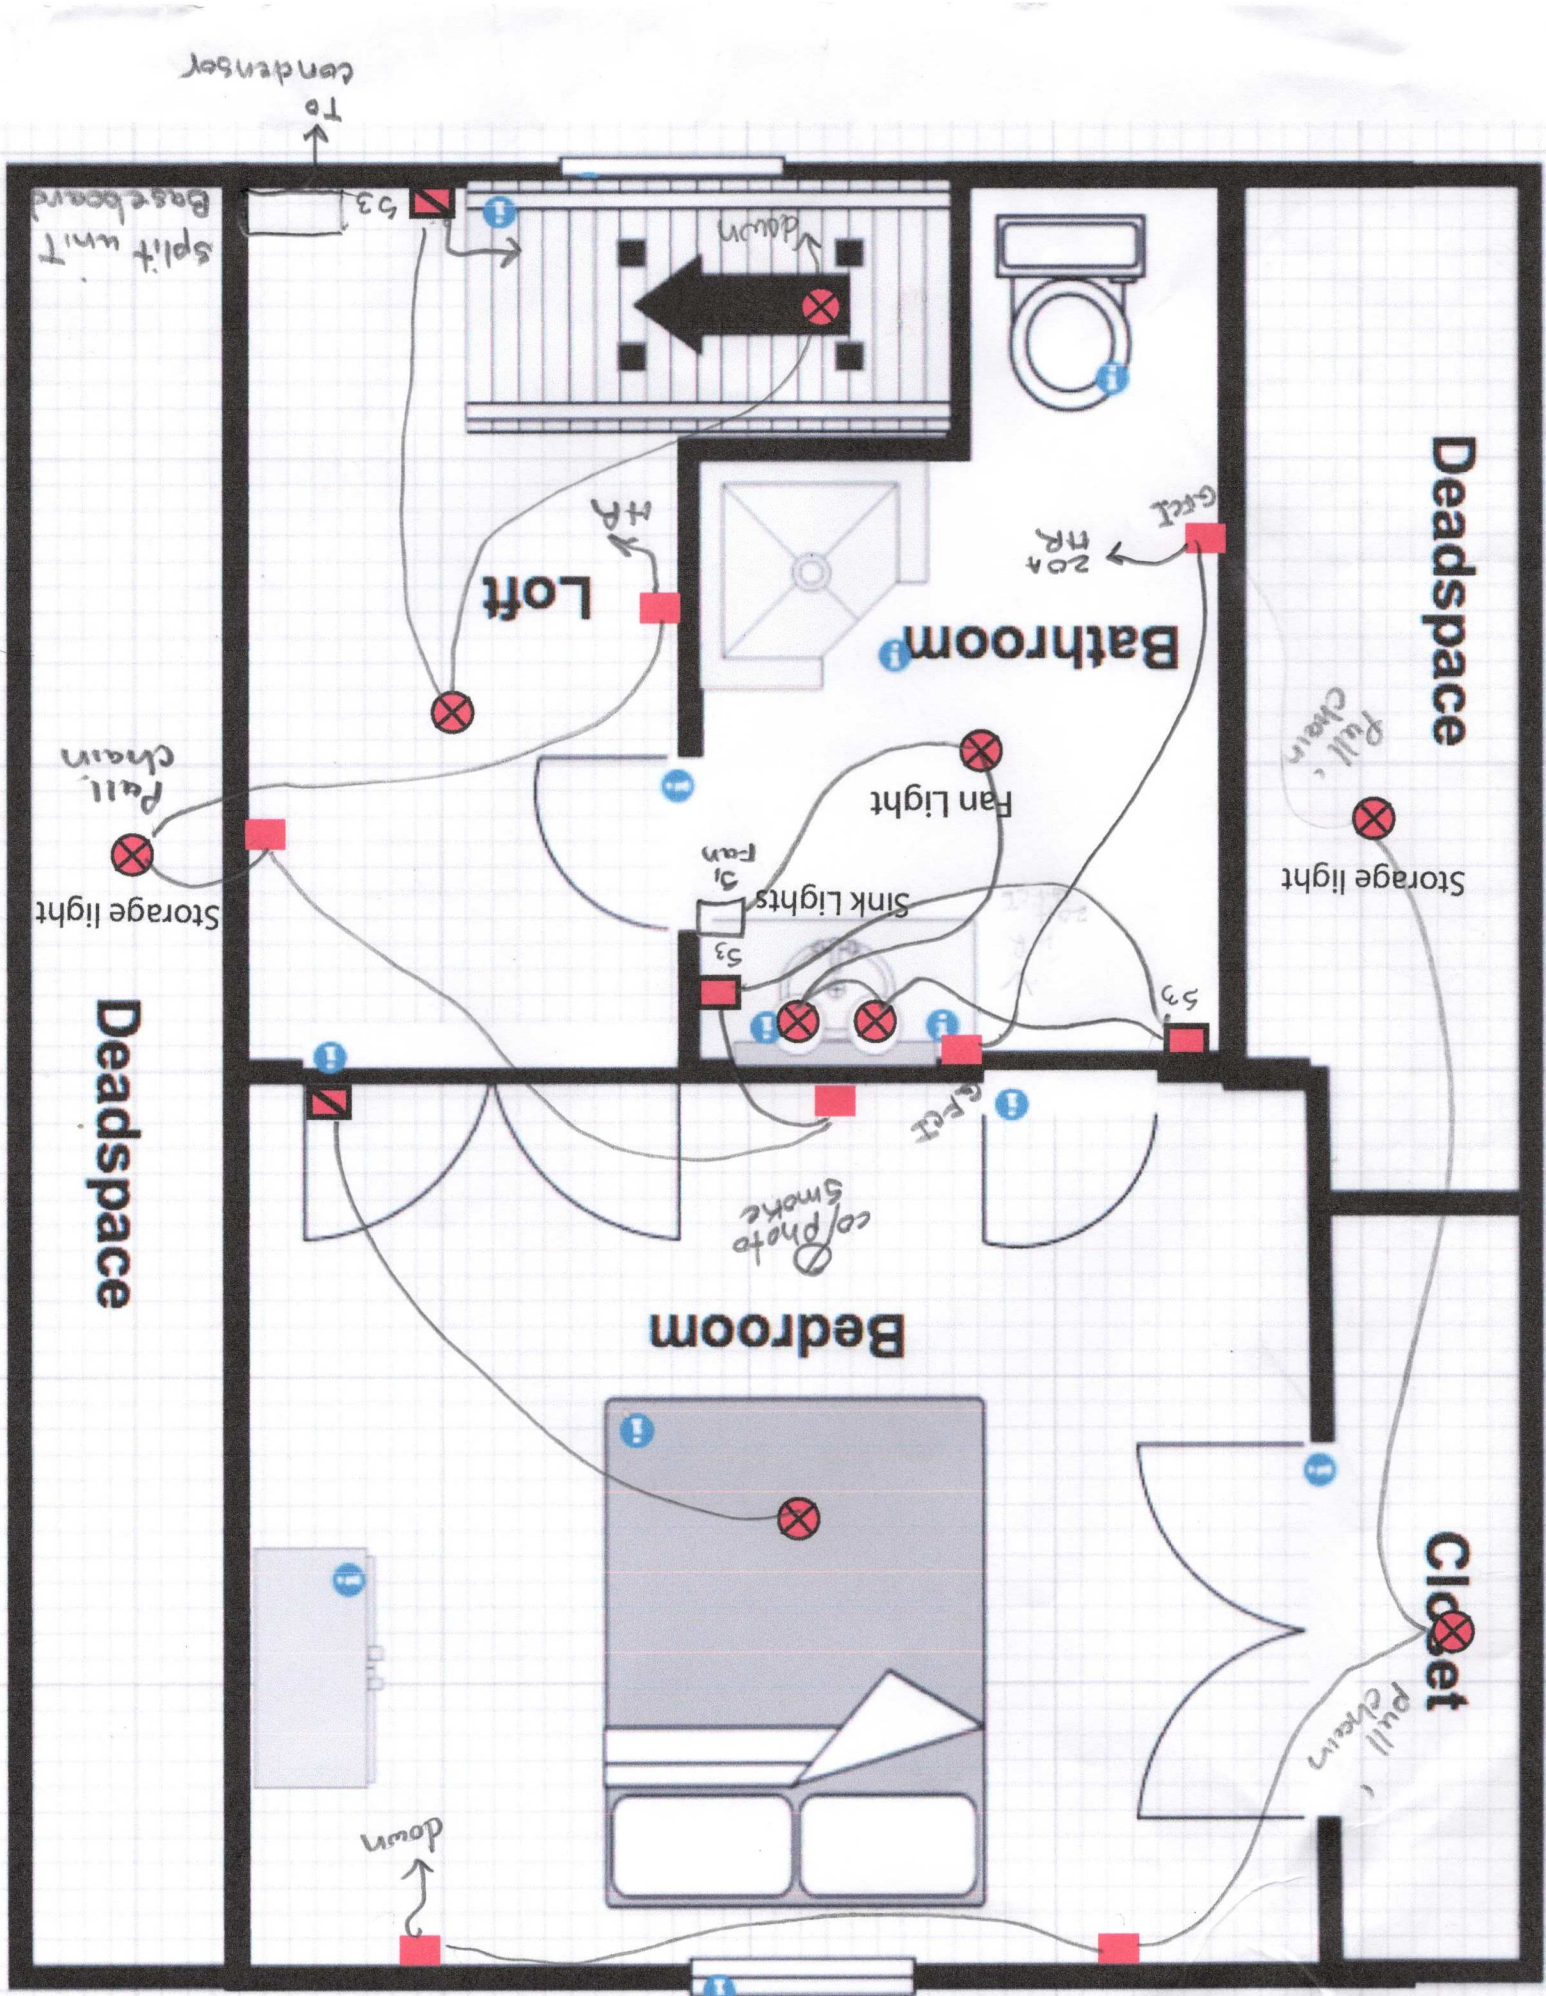 To
condensor
split unit
Baseboard
S3
down
Deadspace
GFCI
20A
HR
HR
Loft
Bathroom
Pull
chain
Pull
chain
Fan Light
Storage light
Storage light
S1
Fan
Sink Lights
S3
S3
GFCI
Deadspace
co/photo
smoke
Bedroom
Closet
pull
chain
down